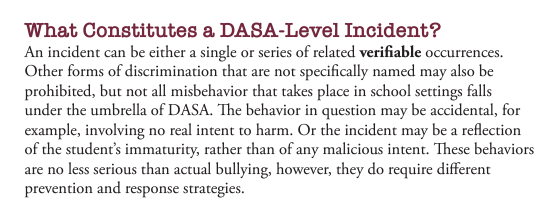 What Constitutes a DASA-Level Incident?
An incident can be either a single or series of related verifiable occurrences.
Other forms of discrimination that are not specifically named may also be
prohibited, but not all misbehavior that takes place in school settings falls
under the umbrella of DASA. The behavior in question may be accidental, for
example, involving no real intent to harm. Or the incident may be a reflection
of the student's immaturity, rather than of any malicious intent. These behaviors
are no less serious than actual bullying, however, they do require different
prevention and response strategies.